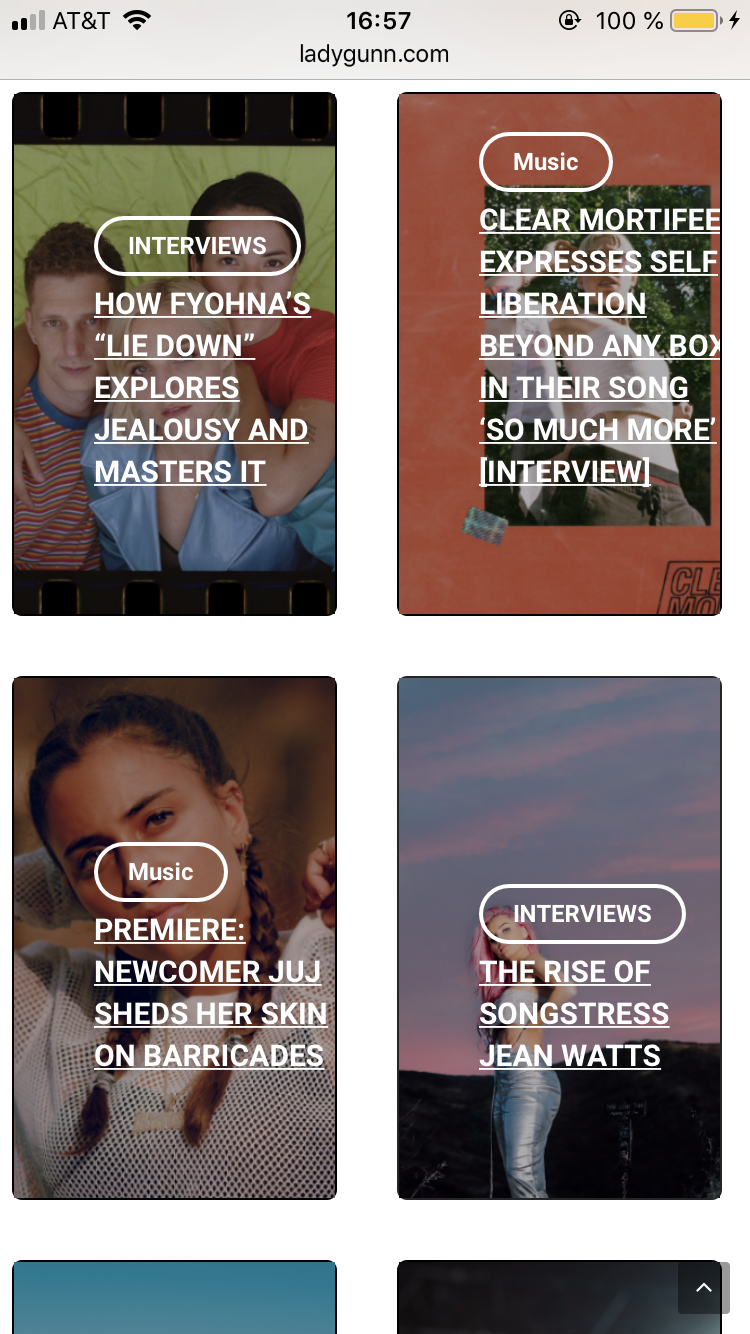 AT&T
16:57
100 %
ladygunn.com
INTERVIEWS
HOW FYOHNA’S
“LIE DOWN”
EXPLORES
JEALOUSY AND
MASTERS IT
Music
CLEAR MORTIFEE
EXPRESSES SELF
LIBERATION
BEYOND ANY BOX
IN THEIR SONG
‘SO MUCH MORE’
[INTERVIEW]
CLE
MO
Music
PREMIERE:
NEWCOMER JUJ
SHEDS HER SKIN
ON BARRICADES
INTERVIEWS
THE RISE OF
SONGSTRESS
JEAN WATTS